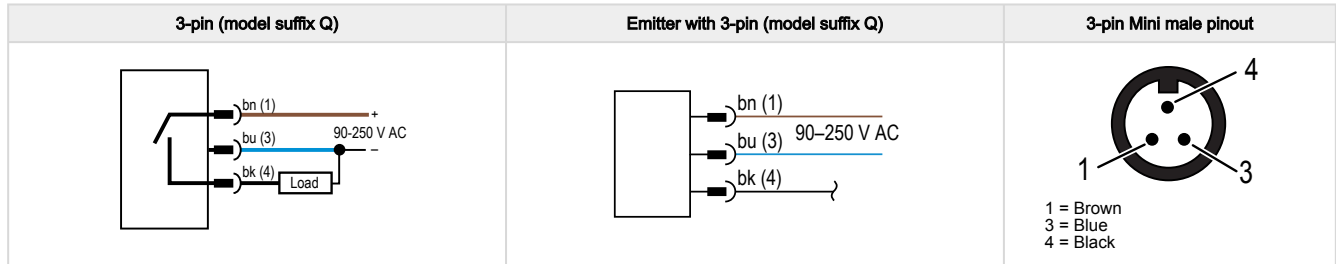 3-pin (model suffix Q)
Emitter with 3-pin (model suffix Q)
3-pin Mini male pinout
bn (1)
+
90-250 V AC
bu (3)
–
bk (4)
Load
bn (1)
90–250 V AC
bu (3)
bk (4)
4
1
3
1 = Brown
3 = Blue
4 = Black